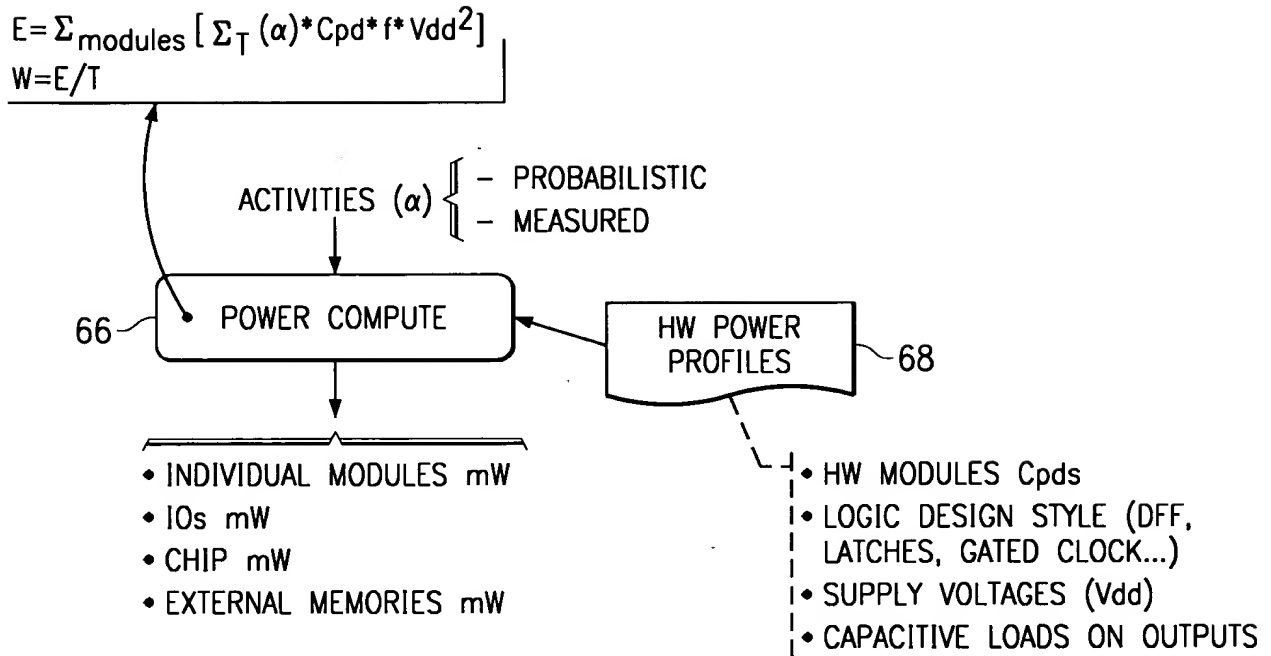 E= Σmodules [ ΣT (α)* Cpd* f* Vdd²]
W=E/T
ACTIVITIES (α)
– PROBABILISTIC
– MEASURED
66
POWER COMPUTE
HW POWER
PROFILES
68
• INDIVIDUAL MODULES mW
• IOs mW
• CHIP mW
• EXTERNAL MEMORIES mW
• HW MODULES Cpds
• LOGIC DESIGN STYLE (DFF,
LATCHES, GATED CLOCK...)
• SUPPLY VOLTAGES (Vdd)
• CAPACITIVE LOADS ON OUTPUTS